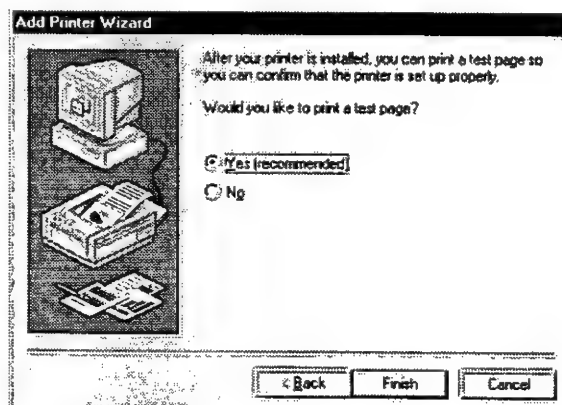 Add Printer Wizard
After your printer is installed, you can print a test page so
you can confirm that the printer is set up properly.
Would you like to print a test page?
Yes (recommended)
No
< Back
Finish
Cancel